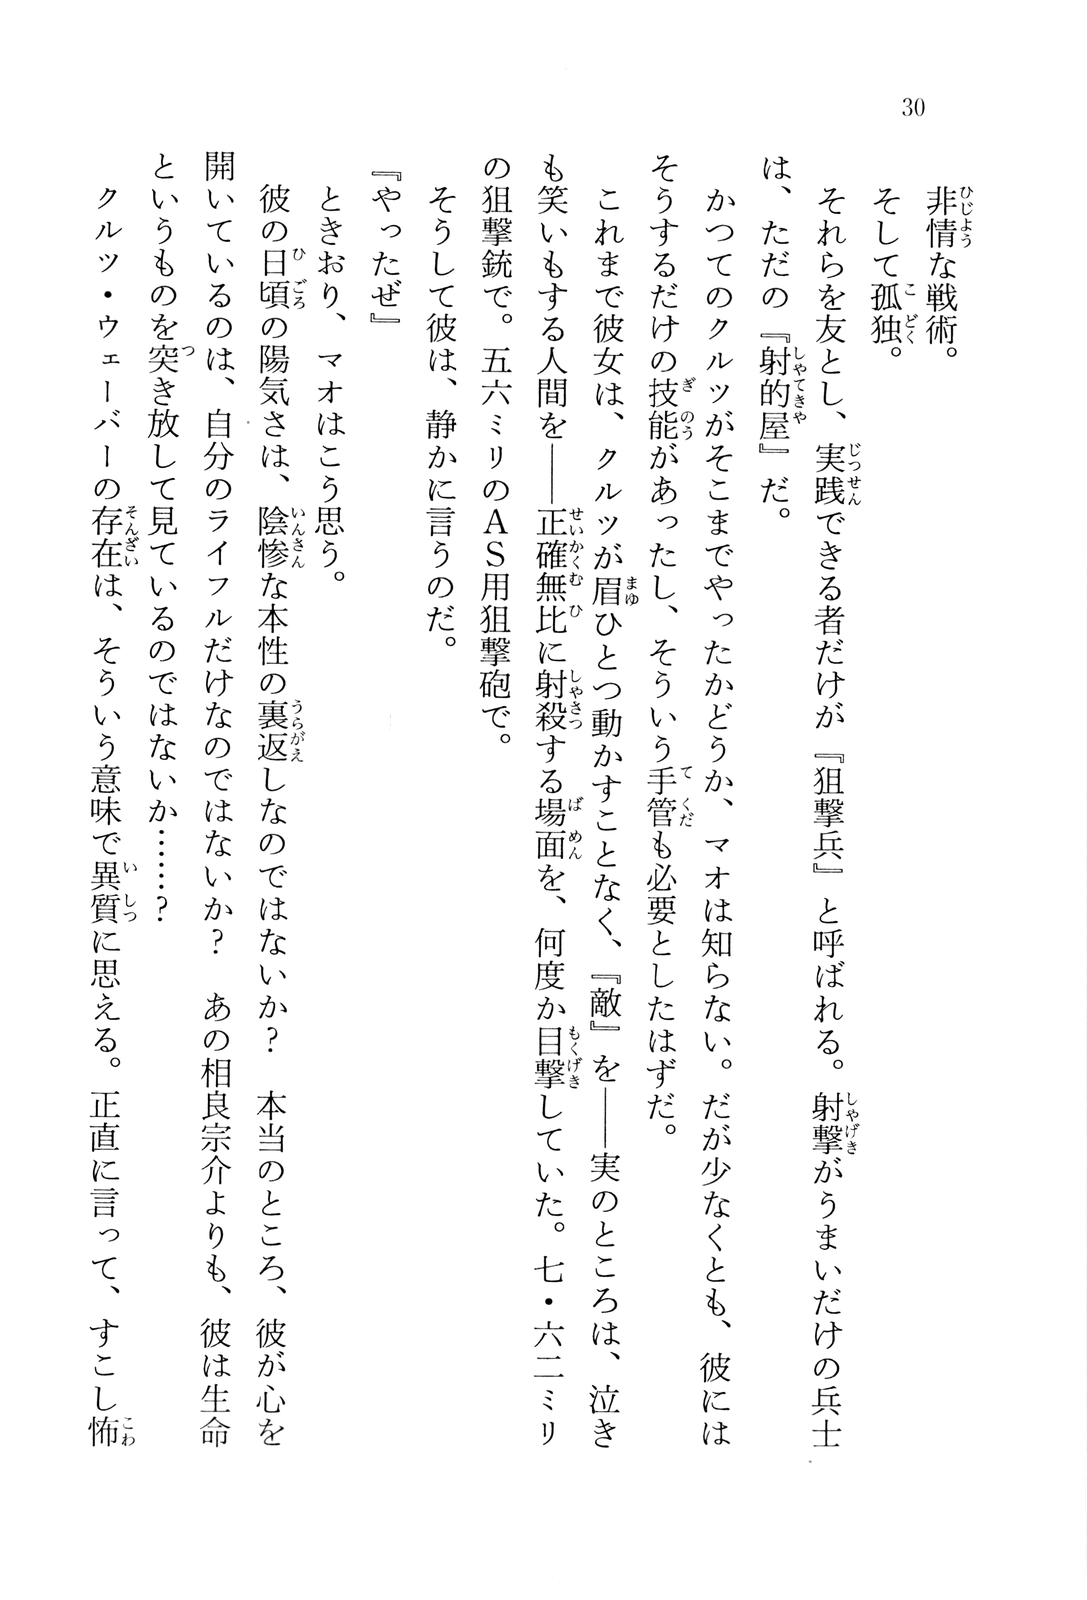 30
非情な戦術。
そして孤独。
それらを友とし、実践できる者だけが『狙撃兵』と呼ばれる。射撃がうまいだけの兵士
は、ただの『射的屋』だ。
かつてのクルツがそこまでやったかどうか、マオは知らない。だが少なくとも、彼には
そうするだけの技能があったし、そういう手管も必要としたはずだ。
これまで彼女は、クルツが眉ひとつ動かすことなく、『敵』を――実のところは、泣き
も笑いもする人間を――正確無比に射殺する場面を、何度か目撃していた。七・六二ミリ
の狙撃銃で。五六ミリのＡＳ用狙撃砲で。
そうして彼は、静かに言うのだ。
『やったぜ』
ときおり、マオはこう思う。
彼の日頃の陽気さは、陰惨な本性の裏返しなのではないか？　本当のところ、彼が心を
開いているのは、自分のライフルだけなのではないか？　あの相良宗介よりも、彼は生命
というものを突き放して見ているのではないか……？
クルツ・ウェーバーの存在は、そういう意味で異質に思える。正直に言って、すこし怖